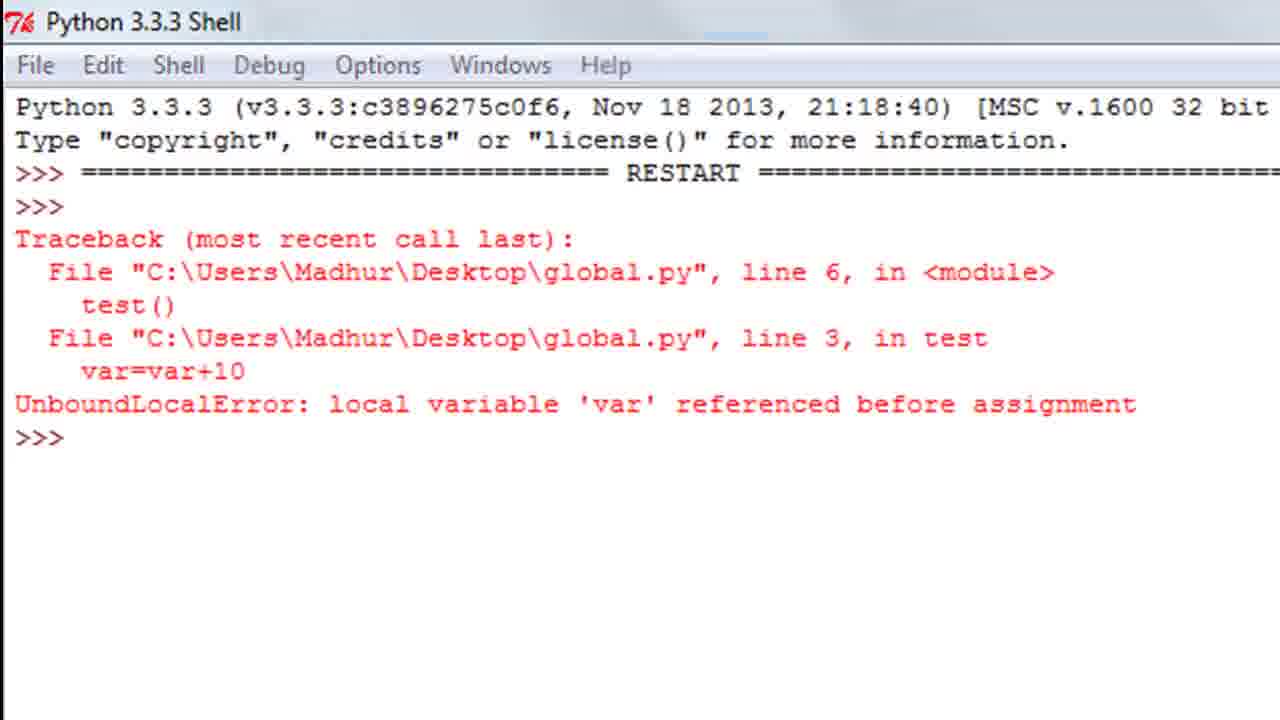 Python 3.3.3 Shell
File Edit Shell Debug Options Windows Help
Python 3.3.3 (v3.3.3:c3896275c0f6, Nov 18 2013, 21:18:40) [MSC v.1600 32 bit
Type "copyright", "credits" or "license()" for more information.
>>> ================================ RESTART ================================
>>>
Traceback (most recent call last):
  File "C:\Users\Madhur\Desktop\global.py", line 6, in <module>
    test()
  File "C:\Users\Madhur\Desktop\global.py", line 3, in test
    var=var+10
UnboundLocalError: local variable 'var' referenced before assignment
>>>